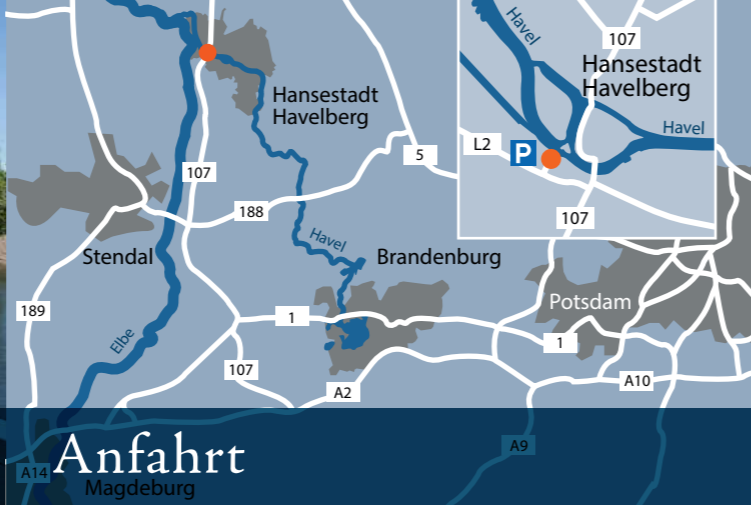 Havel
107
Hansestadt
Havelberg
Havel
L2
P
107
Hansestadt
Havelberg
5
107
188
Stendal
Havel
Brandenburg
189
Elbe
1
Potsdam
1
107
A2
A10
Anfahrt
A9
A14
Magdeburg